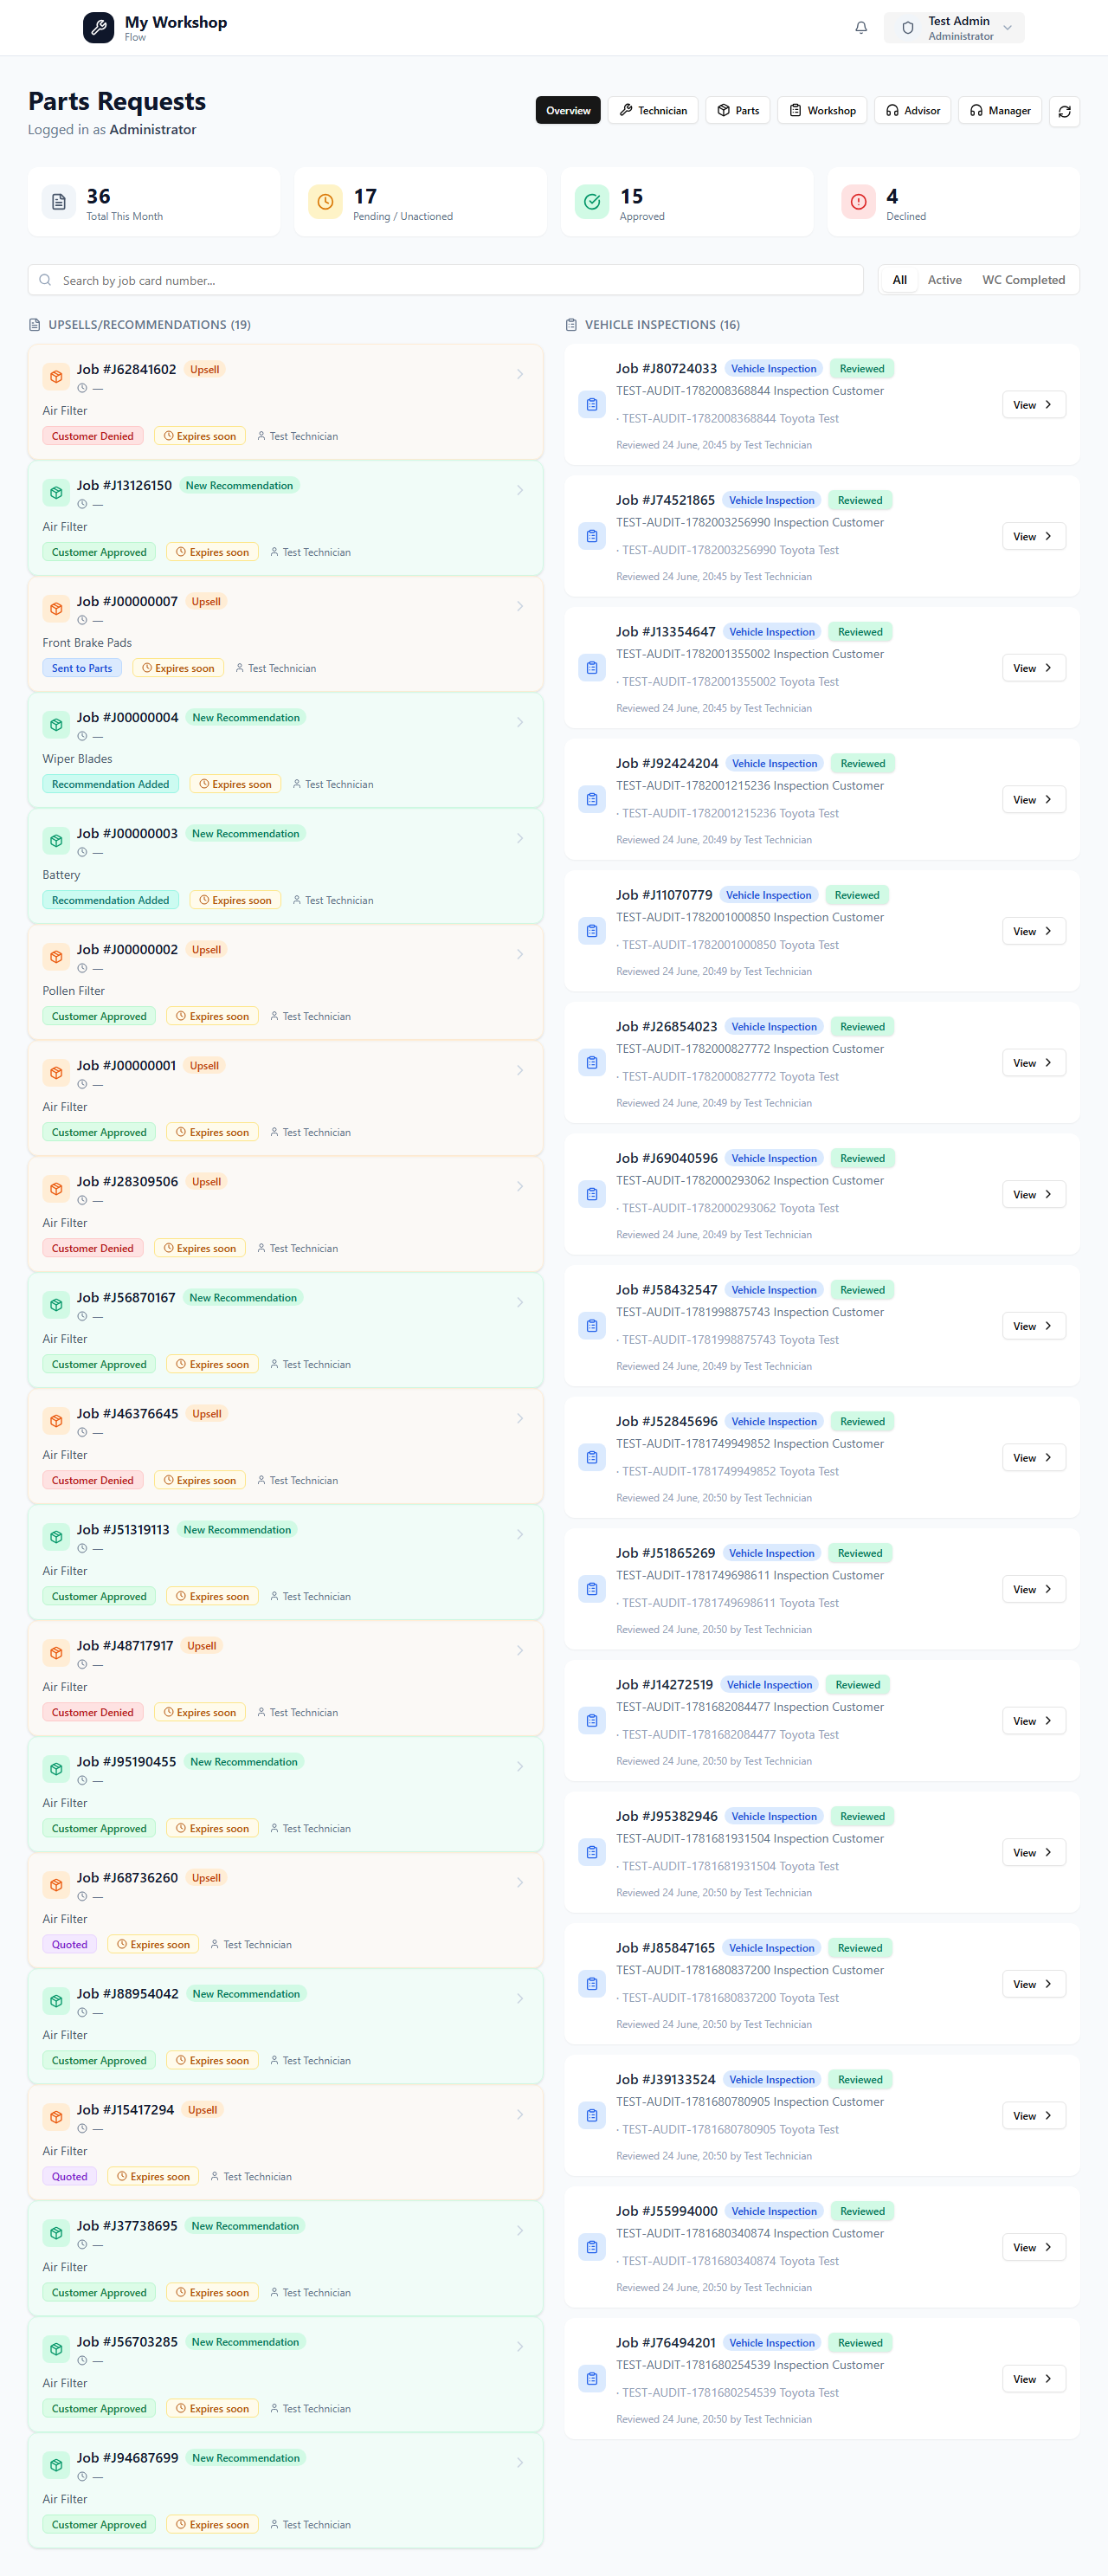 My Workshop
Flow
Test Admin
Administrator
Parts Requests
Logged in as Administrator
Overview
Technician
Parts
Workshop
Advisor
Manager
36
Total This Month
17
Pending / Unactioned
15
Approved
4
Declined
Search by job card number...
All
Active
WC Completed
UPSELLS/RECOMMENDATIONS (19)
Job #J62841602 Upsell
—
Air Filter
Customer Denied Expires soon Test Technician
Job #J13126150 New Recommendation
—
Air Filter
Customer Approved Expires soon Test Technician
Job #J00000007 Upsell
—
Front Brake Pads
Sent to Parts Expires soon Test Technician
Job #J00000004 New Recommendation
—
Wiper Blades
Recommendation Added Expires soon Test Technician
Job #J00000003 New Recommendation
—
Battery
Recommendation Added Expires soon Test Technician
Job #J00000002 Upsell
—
Pollen Filter
Customer Approved Expires soon Test Technician
Job #J00000001 Upsell
—
Air Filter
Customer Approved Expires soon Test Technician
Job #J28309506 Upsell
—
Air Filter
Customer Denied Expires soon Test Technician
Job #J56870167 New Recommendation
—
Air Filter
Customer Approved Expires soon Test Technician
Job #J46376645 Upsell
—
Air Filter
Customer Denied Expires soon Test Technician
Job #J51319113 New Recommendation
—
Air Filter
Customer Approved Expires soon Test Technician
Job #J48717917 Upsell
—
Air Filter
Customer Denied Expires soon Test Technician
Job #J95190455 New Recommendation
—
Air Filter
Customer Approved Expires soon Test Technician
Job #J68736260 Upsell
—
Air Filter
Quoted Expires soon Test Technician
Job #J88954042 New Recommendation
—
Air Filter
Customer Approved Expires soon Test Technician
Job #J15417294 Upsell
—
Air Filter
Quoted Expires soon Test Technician
Job #J37738695 New Recommendation
—
Air Filter
Customer Approved Expires soon Test Technician
Job #J56703285 New Recommendation
—
Air Filter
Customer Approved Expires soon Test Technician
Job #J94687699 New Recommendation
—
Air Filter
Customer Approved Expires soon Test Technician
VEHICLE INSPECTIONS (16)
Job #J80724033 Vehicle Inspection Reviewed
TEST-AUDIT-1782008368844 Inspection Customer
View
· TEST-AUDIT-1782008368844 Toyota Test
Reviewed 24 June, 20:45 by Test Technician
Job #J74521865 Vehicle Inspection Reviewed
TEST-AUDIT-1782003256990 Inspection Customer
View
· TEST-AUDIT-1782003256990 Toyota Test
Reviewed 24 June, 20:45 by Test Technician
Job #J13354647 Vehicle Inspection Reviewed
TEST-AUDIT-1782001355002 Inspection Customer
View
· TEST-AUDIT-1782001355002 Toyota Test
Reviewed 24 June, 20:45 by Test Technician
Job #J92424204 Vehicle Inspection Reviewed
TEST-AUDIT-1782001215236 Inspection Customer
View
· TEST-AUDIT-1782001215236 Toyota Test
Reviewed 24 June, 20:49 by Test Technician
Job #J11070779 Vehicle Inspection Reviewed
TEST-AUDIT-1782001000850 Inspection Customer
View
· TEST-AUDIT-1782001000850 Toyota Test
Reviewed 24 June, 20:49 by Test Technician
Job #J26854023 Vehicle Inspection Reviewed
TEST-AUDIT-1782000827772 Inspection Customer
View
· TEST-AUDIT-1782000827772 Toyota Test
Reviewed 24 June, 20:49 by Test Technician
Job #J69040596 Vehicle Inspection Reviewed
TEST-AUDIT-1782000293062 Inspection Customer
View
· TEST-AUDIT-1782000293062 Toyota Test
Reviewed 24 June, 20:49 by Test Technician
Job #J58432547 Vehicle Inspection Reviewed
TEST-AUDIT-1781998875743 Inspection Customer
View
· TEST-AUDIT-1781998875743 Toyota Test
Reviewed 24 June, 20:49 by Test Technician
Job #J52845696 Vehicle Inspection Reviewed
TEST-AUDIT-1781749949852 Inspection Customer
View
· TEST-AUDIT-1781749949852 Toyota Test
Reviewed 24 June, 20:50 by Test Technician
Job #J51865269 Vehicle Inspection Reviewed
TEST-AUDIT-1781749698611 Inspection Customer
View
· TEST-AUDIT-1781749698611 Toyota Test
Reviewed 24 June, 20:50 by Test Technician
Job #J14272519 Vehicle Inspection Reviewed
TEST-AUDIT-1781682084477 Inspection Customer
View
· TEST-AUDIT-1781682084477 Toyota Test
Reviewed 24 June, 20:50 by Test Technician
Job #J95382946 Vehicle Inspection Reviewed
TEST-AUDIT-1781681931504 Inspection Customer
View
· TEST-AUDIT-1781681931504 Toyota Test
Reviewed 24 June, 20:50 by Test Technician
Job #J85847165 Vehicle Inspection Reviewed
TEST-AUDIT-1781680837200 Inspection Customer
View
· TEST-AUDIT-1781680837200 Toyota Test
Reviewed 24 June, 20:50 by Test Technician
Job #J39133524 Vehicle Inspection Reviewed
TEST-AUDIT-1781680780905 Inspection Customer
View
· TEST-AUDIT-1781680780905 Toyota Test
Reviewed 24 June, 20:50 by Test Technician
Job #J55994000 Vehicle Inspection Reviewed
TEST-AUDIT-1781680340874 Inspection Customer
View
· TEST-AUDIT-1781680340874 Toyota Test
Reviewed 24 June, 20:50 by Test Technician
Job #J76494201 Vehicle Inspection Reviewed
TEST-AUDIT-1781680254539 Inspection Customer
View
· TEST-AUDIT-1781680254539 Toyota Test
Reviewed 24 June, 20:50 by Test Technician